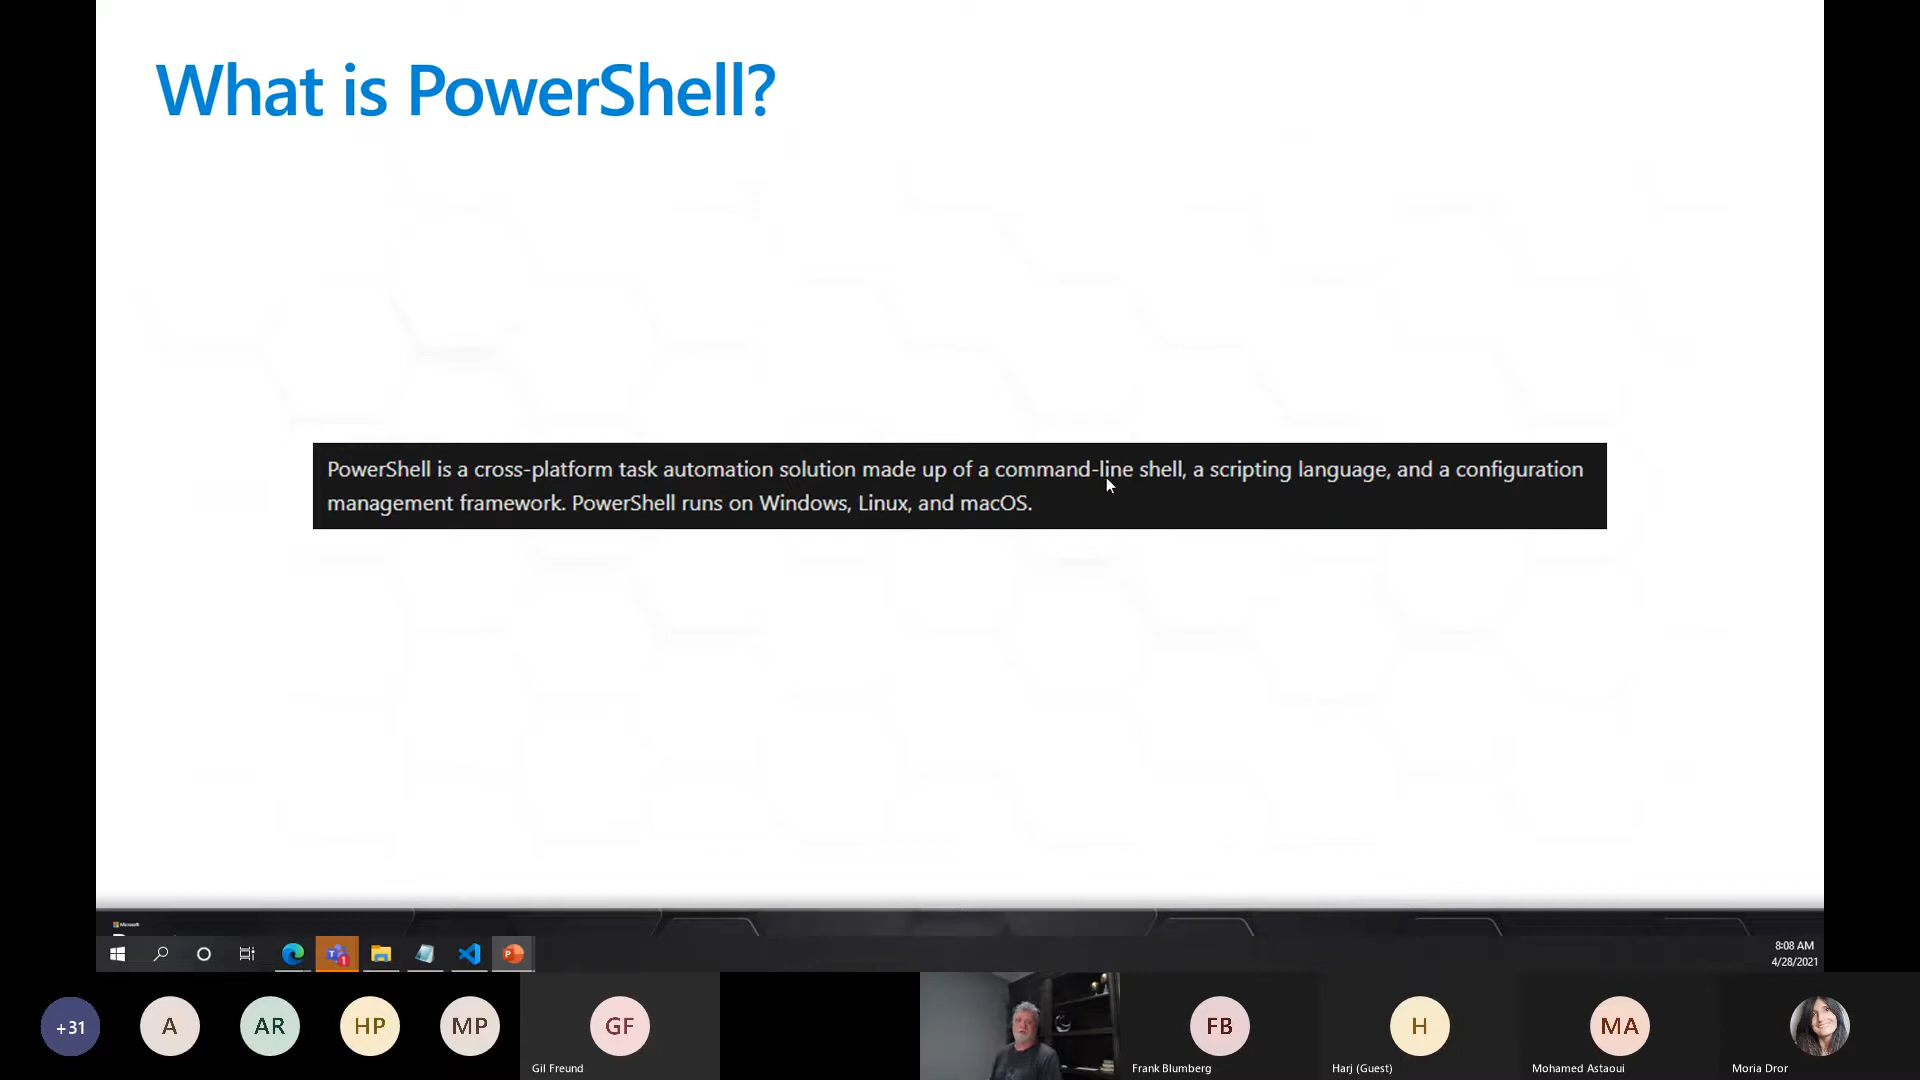 What is PowerShell?
PowerShell is a cross-platform task automation solution made up of a command-line shell, a scripting language, and a configuration
management framework. PowerShell runs on Windows, Linux, and macOS.
Microsoft
T
1
P
8:08 AM
4/28/2021
+31
A
AR
HP
MP
GF
FB
H
MA
Gil Freund
Frank Blumberg
Harj (Guest)
Mohamed Astaoui
Moria Dror